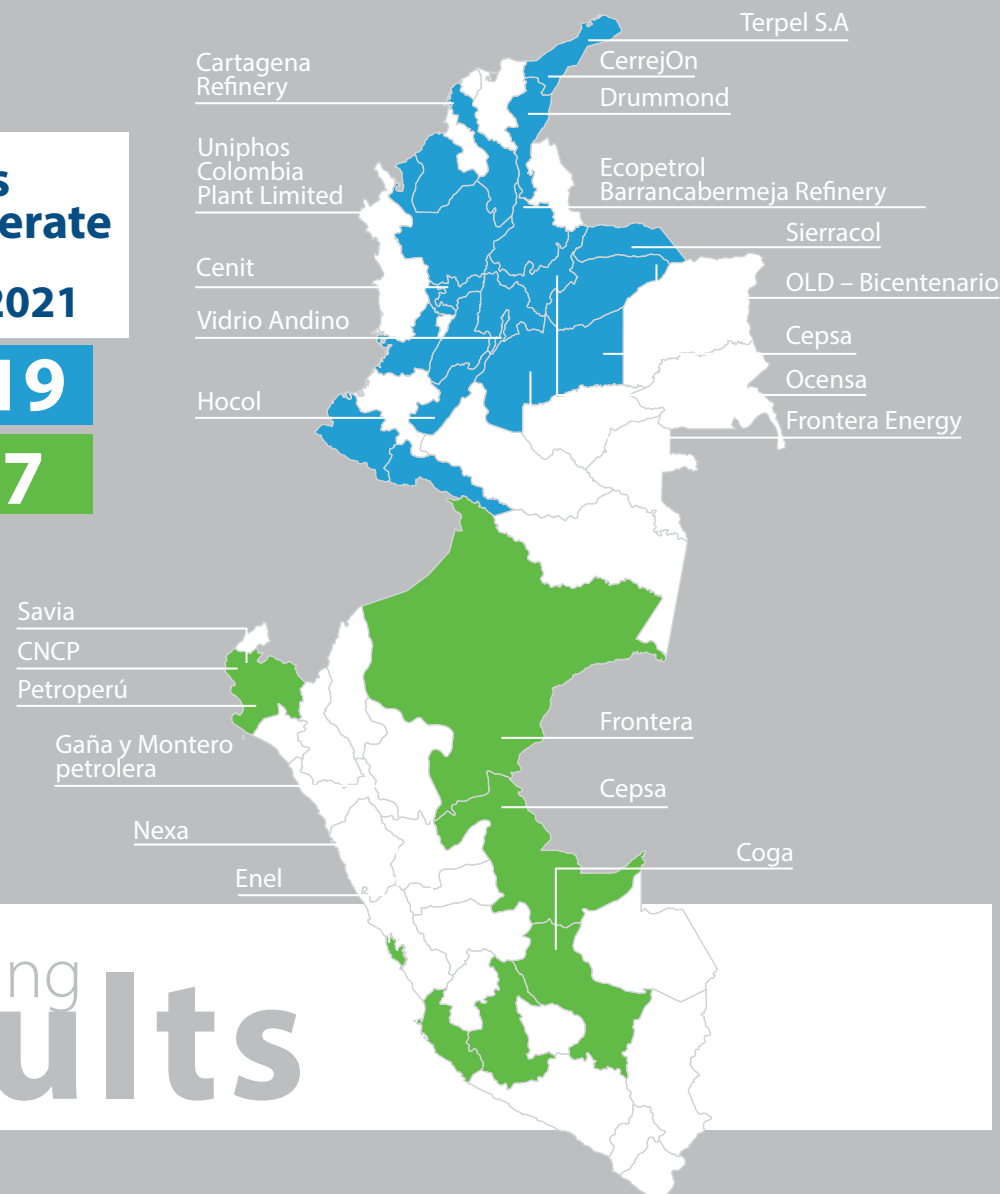 Terpel S.A
Cartagena
Refinery
CerrejOn
Drummond
Uniphos
Colombia
Plant Limited
Ecopetrol
Barrancabermeja Refinery
Sierracol
Cenit
OLD – Bicentenario
Vidrio Andino
Cepsa
Ocensa
Hocol
Frontera Energy
s
erate
2021
19
7
Savia
CNCP
Petroperú
Gaña y Montero
petrolera
Nexa
Enel
Frontera
Cepsa
Coga
ng
ults